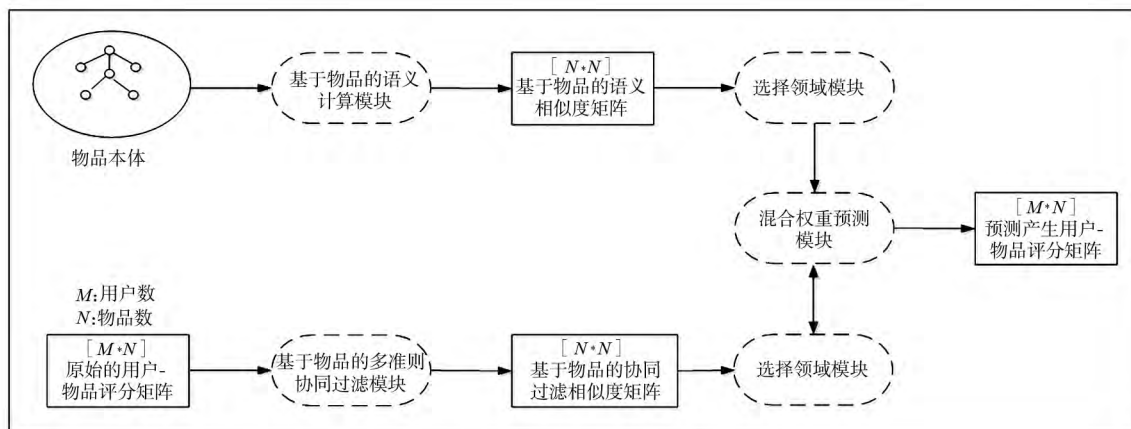 物品本体
基于物品的语义
计算模块
[N*N]
基于物品的语义
相似度矩阵
选择领域模块
混合权重预测
模块
[M*N]
预测产生用户-
物品评分矩阵
M:用户数
N:物品数
[M*N]
原始的用户-
物品评分矩阵
基于物品的多准则
协同过滤模块
[N*N]
基于物品的协同
过滤相似度矩阵
选择领域模块